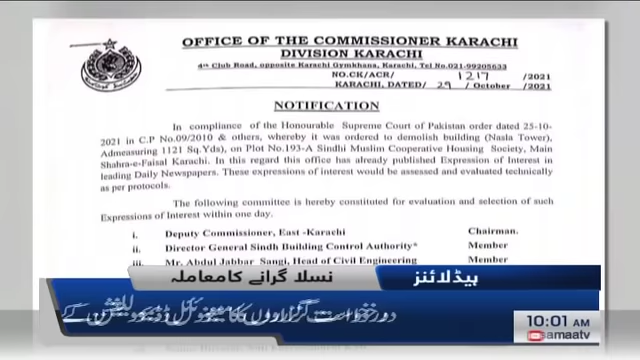 OFFICE OF THE COMMISSIONER KARACHI
DIVISION KARACHI
4th Club Road, opposite Karachi Gymkhana, Karachi, Tel No.021-99205633
NO.CK/ACR/ 1217 /2021
KARACHI, DATED/ 29 /October /2021
NOTIFICATION
In compliance of the Honourable Supreme Court of Pakistan order dated 25-10-
2021 in C.P No.09/2010 & others, whereby it was ordered to demolish building (Nasla Tower),
Admeasuring 1121 Sq.Yds), on Plot No.193-A Sindhi Muslim Cooperative Housing Society, Main
Shahra-e-Faisal Karachi. In this regard this office has already published Expression of Interest in
leading Daily Newspapers. These expressions of interest would be assessed and evaluated technically
as per protocols.
The following committee is hereby constituted for evaluation and selection of such
Expressions of Interest within one day.
i. Deputy Commissioner, East-Karachi Chairman.
ii. Director General Sindh Building Control Authority* Member
iii. Mr. Abdul Jabbar Sangi, Head of Civil Engineering Member
ہیڈلائنز
نسلا گرانے کا معاملہ
10:01 AM
samaatv